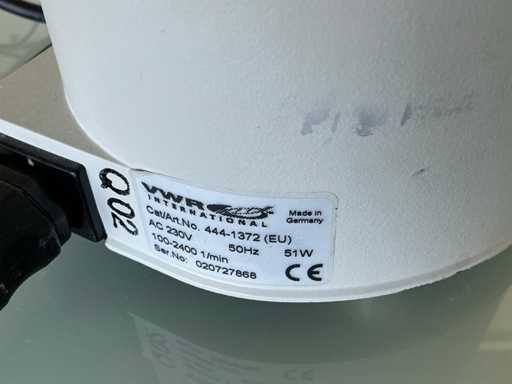 VWR
INTERNATIONAL
Made in
Germany
Cat/Art.No. 444-1372 (EU)
AC 230V 50Hz 51W
100-2400 1/min
Ser.No: 020727868
CE
Q 02